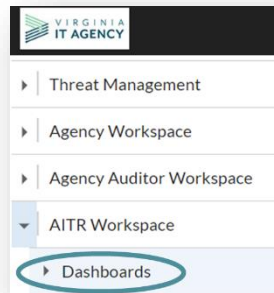 VIRGINIA
IT AGENCY
Threat Management
Agency Workspace
Agency Auditor Workspace
AITR Workspace
Dashboards